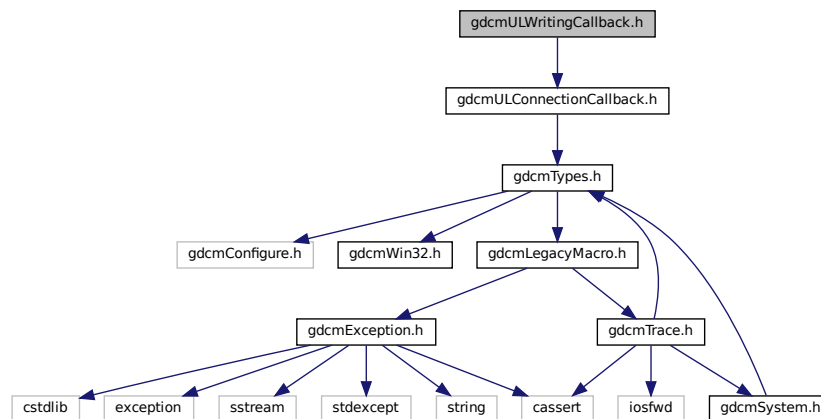 gdcmULWritingCallback.h
gdcmULConnectionCallback.h
gdcmTypes.h
gdcmConfigure.h
gdcmWin32.h
gdcmLegacyMacro.h
gdcmException.h
gdcmTrace.h
cstdlib
exception
sstream
stdexcept
string
cassert
iosfwd
gdcmSystem.h